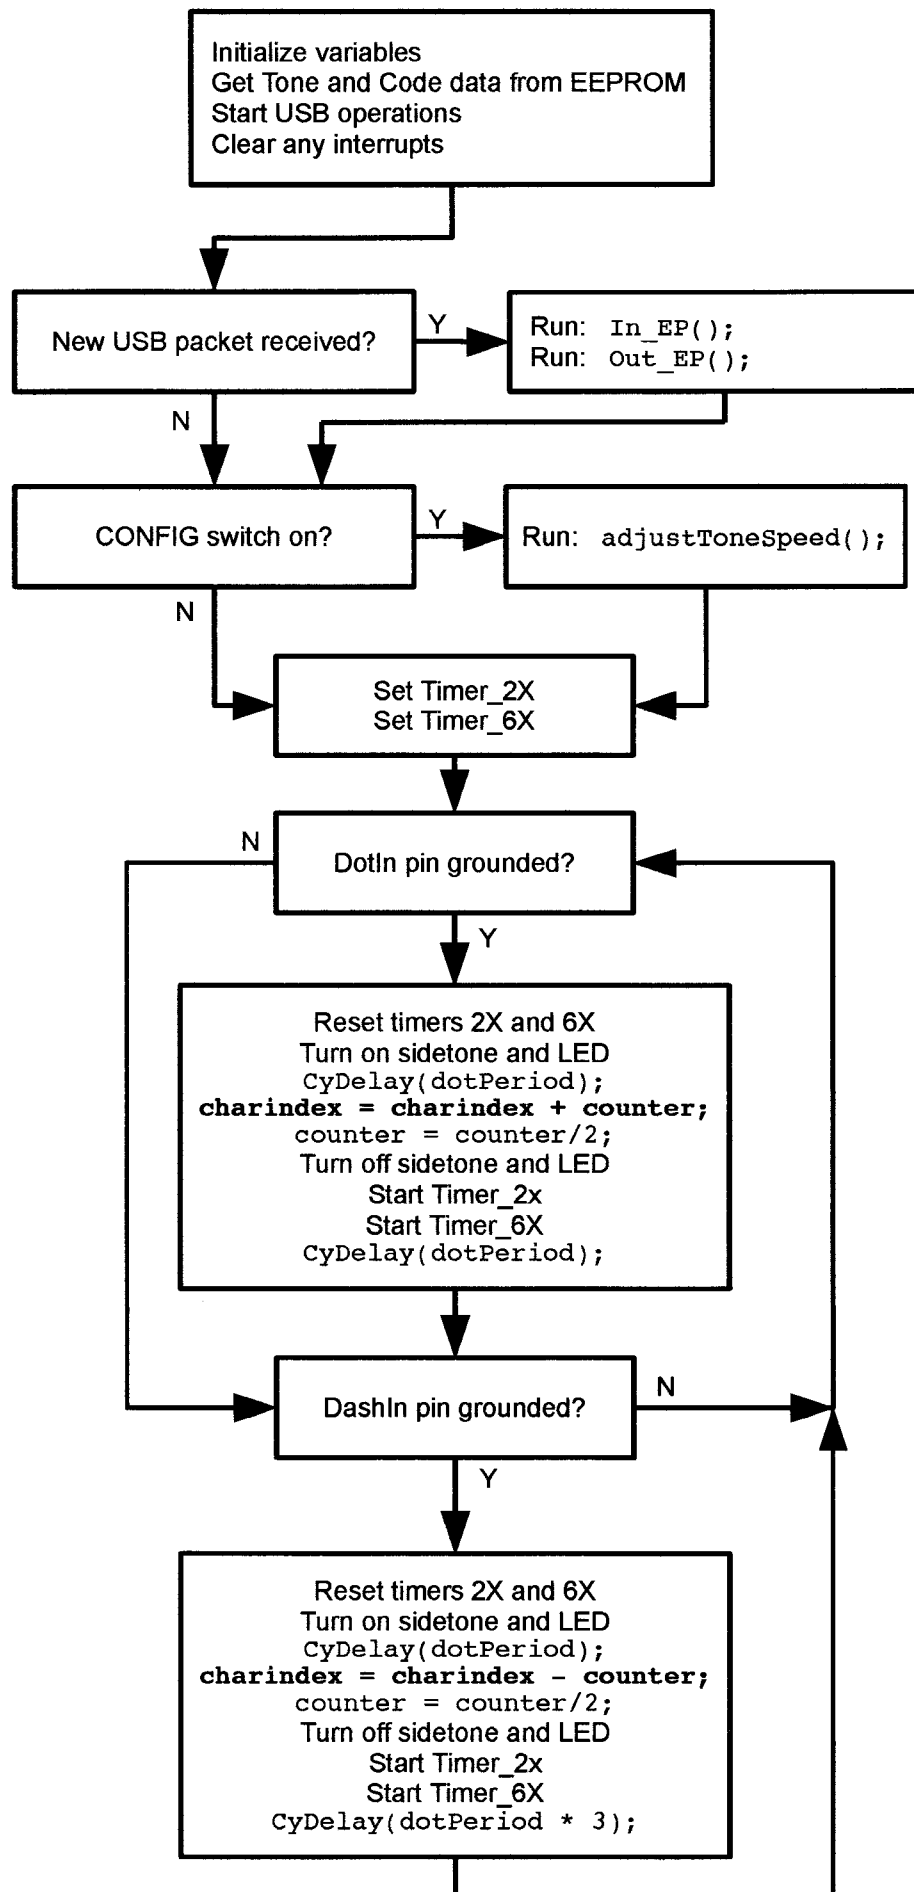 Initialize variables
Get Tone and Code data from EEPROM
Start USB operations
Clear any interrupts
New USB packet received?
Y
Run: In_EP();
Run: Out_EP();
N
CONFIG switch on?
Y
Run: adjustToneSpeed();
N
Set Timer_2X
Set Timer_6X
N
DotIn pin grounded?
Y
Reset timers 2X and 6X
Turn on sidetone and LED
CyDelay(dotPeriod);
charindex = charindex + counter;
counter = counter/2;
Turn off sidetone and LED
Start Timer_2x
Start Timer_6X
CyDelay(dotPeriod);
DashIn pin grounded?
N
Y
Reset timers 2X and 6X
Turn on sidetone and LED
CyDelay(dotPeriod);
charindex = charindex - counter;
counter = counter/2;
Turn off sidetone and LED
Start Timer_2x
Start Timer_6X
CyDelay(dotPeriod * 3);